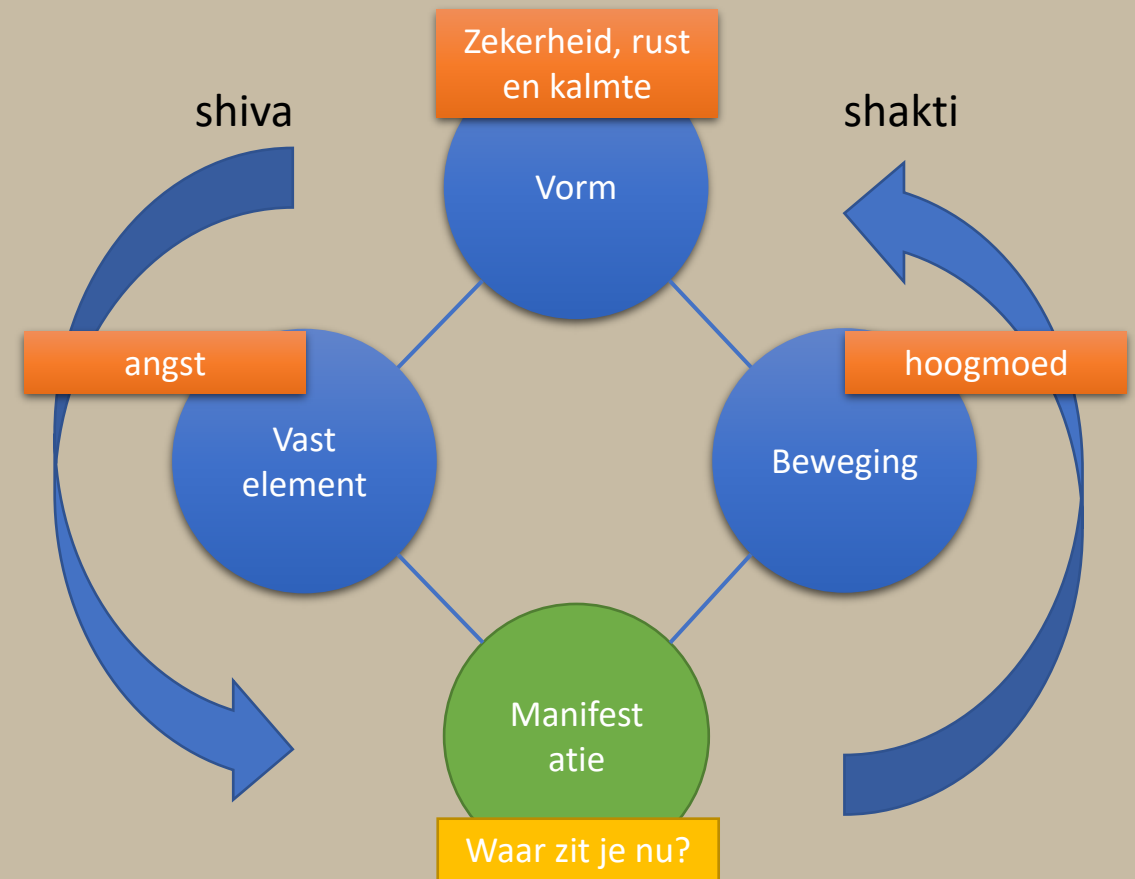 Zekerheid, rust
en kalmte
shiva
shakti
Vorm
angst
hoogmoed
Vast
element
Beweging
Manifest
atie
Waar zit je nu?